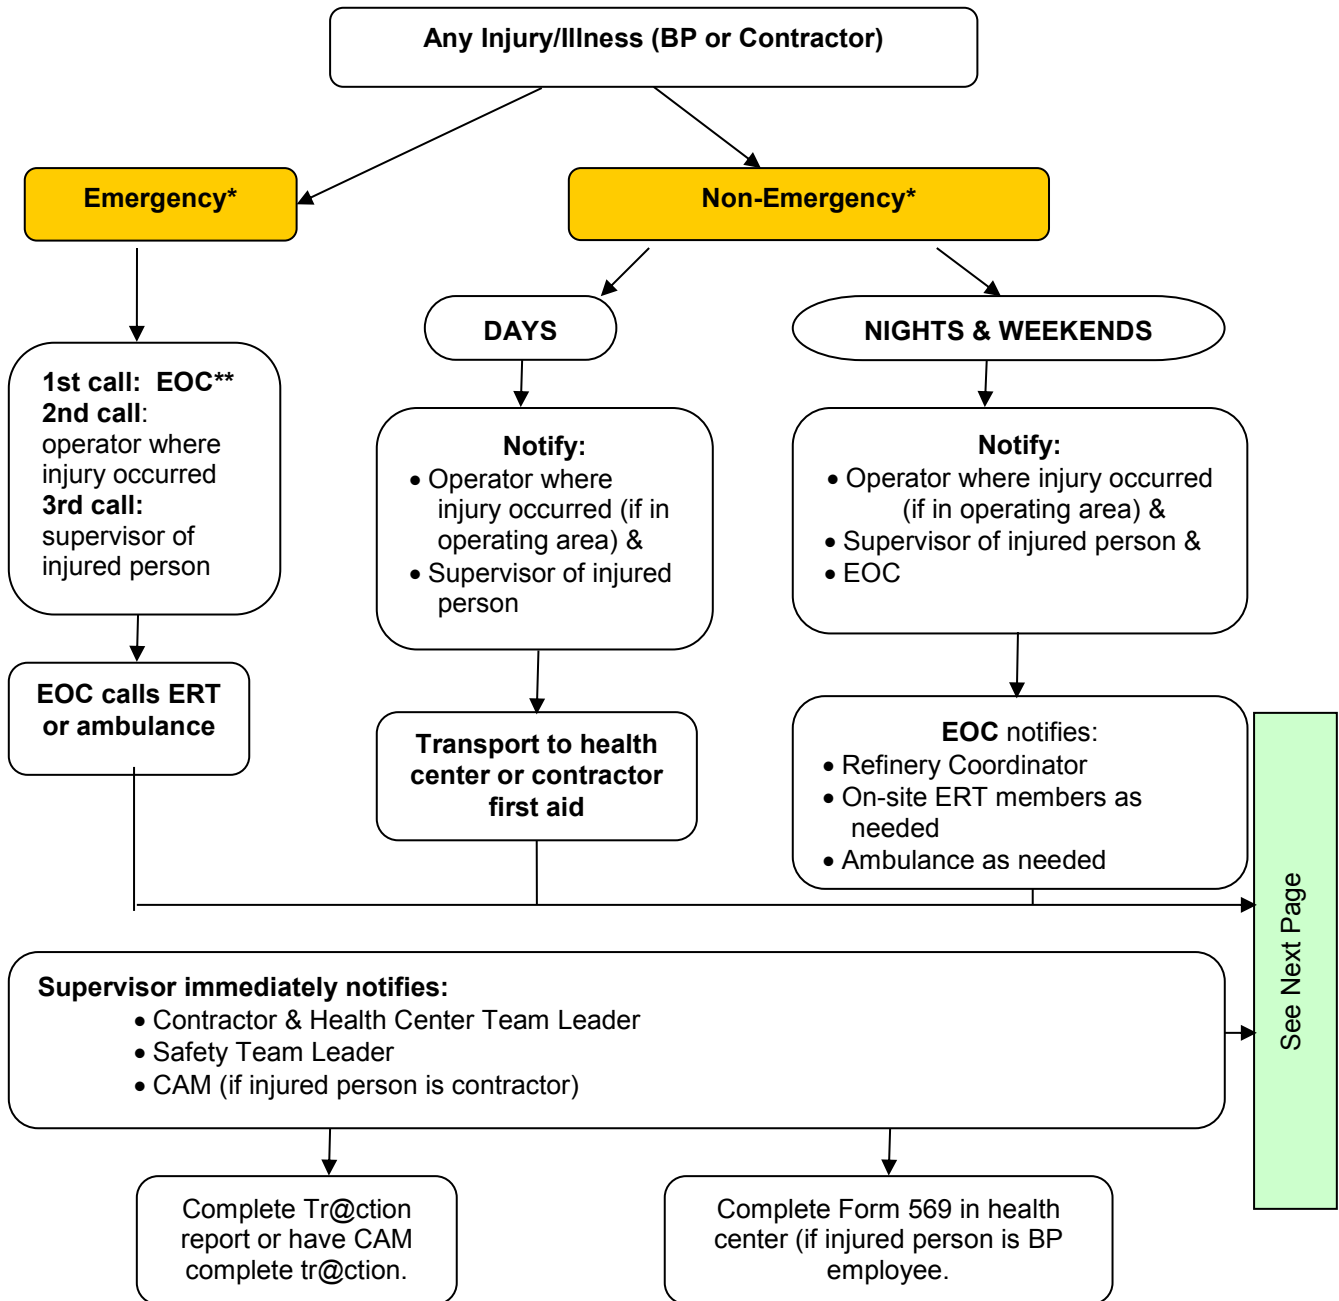 Any Injury/Illness (BP or Contractor)
Emergency*
Non-Emergency*
DAYS
NIGHTS & WEEKENDS
1st call: EOC**
2nd call:
operator where
injury occurred
3rd call:
supervisor of
injured person
Notify:
• Operator where
injury occurred (if in
operating area) &
• Supervisor of injured
person
Notify:
• Operator where injury occurred
(if in operating area) &
• Supervisor of injured person &
• EOC
EOC calls ERT
or ambulance
Transport to health
center or contractor
first aid
EOC notifies:
• Refinery Coordinator
• On-site ERT members as
needed
• Ambulance as needed
See Next Page
Supervisor immediately notifies:
• Contractor & Health Center Team Leader
• Safety Team Leader
• CAM (if injured person is contractor)
Complete Tr@ction
report or have CAM
complete tr@ction.
Complete Form 569 in health
center (if injured person is BP
employee.